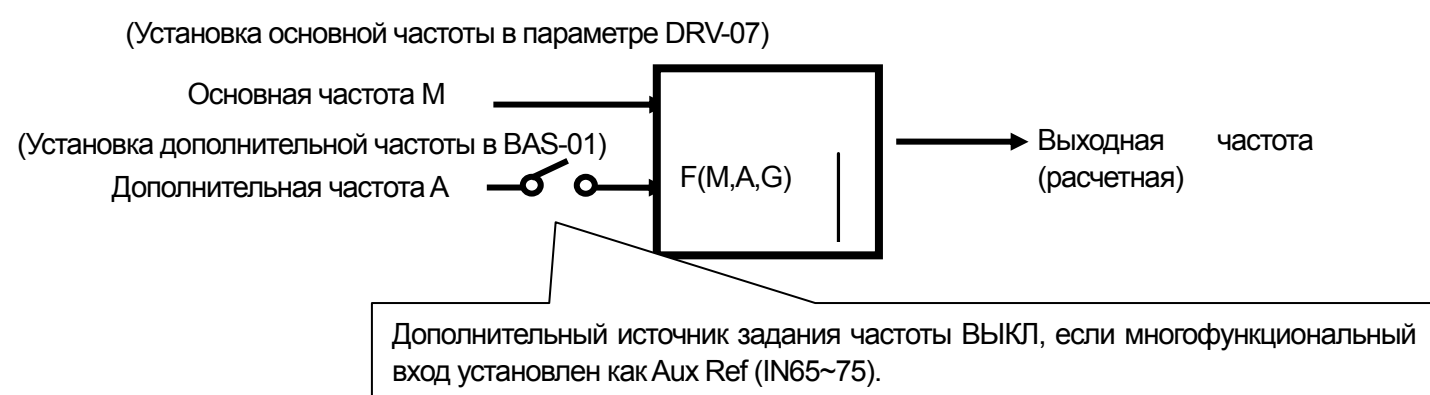 (Установка основной частоты в параметре DRV-07)
Основная частота М
(Установка дополнительной частоты в BAS-01)
Дополнительная частота А
F(M,A,G)
Выходная частота
(расчетная)
Дополнительный источник задания частоты ВЫКЛ, если многофункциональный
вход установлен как Aux Ref (IN65~75).